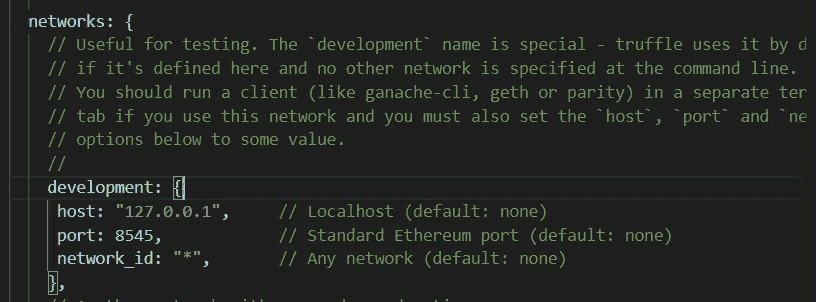 networks: {
// Useful for testing. The `development` name is special - truffle uses it by d
// if it's defined here and no other network is specified at the command line.
// You should run a client (like ganache-cli, geth or parity) in a separate ter
// tab if you use this network and you must also set the `host`, `port` and `ne
// options below to some value.
//
development: {
host: "127.0.0.1",     // Localhost (default: none)
port: 8545,            // Standard Ethereum port (default: none)
network_id: "*",       // Any network (default: none)
},